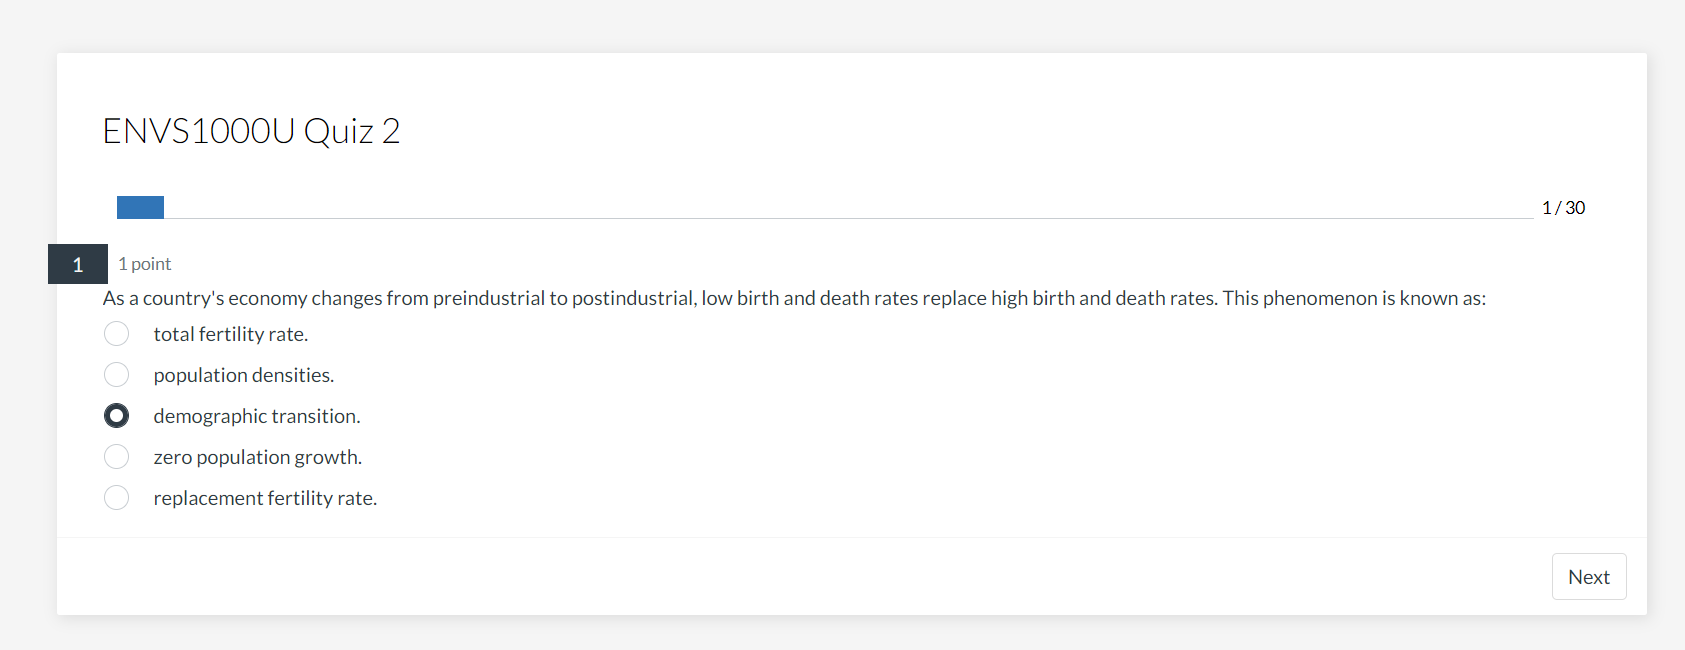 ENVS1000U Quiz 2
1 / 30
1
1 point
As a country's economy changes from preindustrial to postindustrial, low birth and death rates replace high birth and death rates. This phenomenon is known as:
total fertility rate.
population densities.
demographic transition.
zero population growth.
replacement fertility rate.
Next